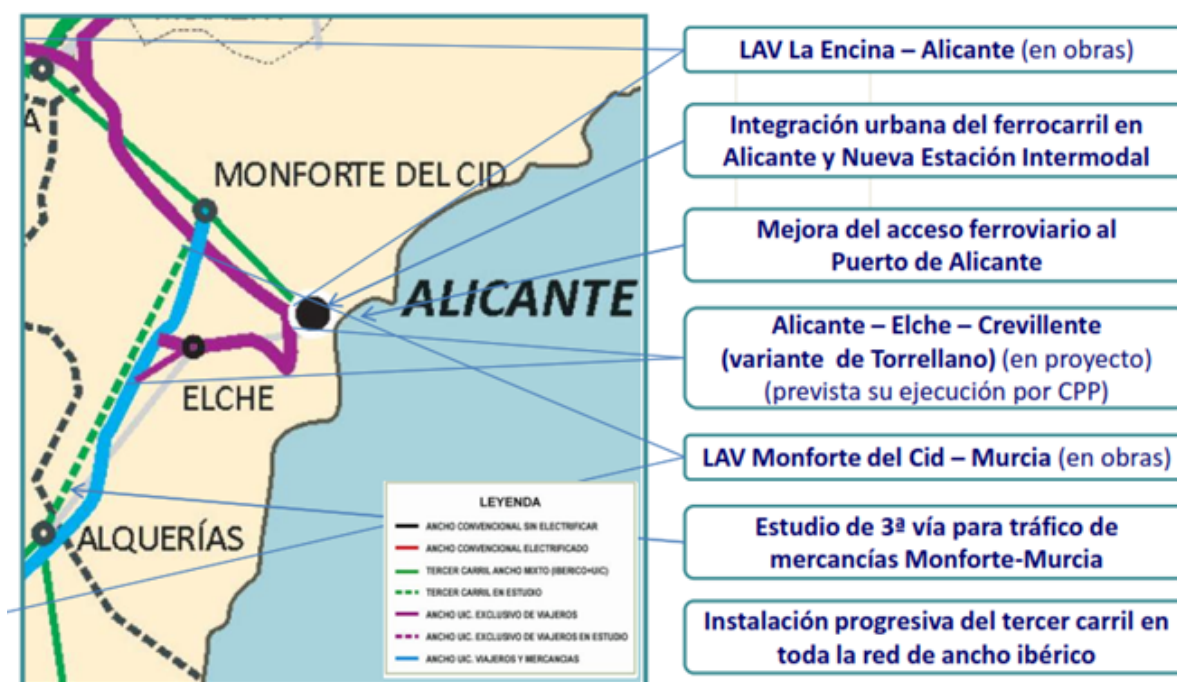 A
MONFORTE DEL CID
ALICANTE
ELCHE
ALQUERÍAS
LEYENDA
ANCHO CONVENCIONAL SIN ELECTRIFICAR
ANCHO CONVENCIONAL ELECTRIFICADO
TERCER CARRIL ANCHO MIXTO (IBERICO+UIC)
TERCER CARRIL EN ESTUDIO
ANCHO UIC. EXCLUSIVO DE VIAJEROS
ANCHO UIC. EXCLUSIVO DE VIAJEROS EN ESTUDIO
ANCHO UIC. VIAJEROS Y MERCANCIAS
LAV La Encina – Alicante (en obras)
Integración urbana del ferrocarril en
Alicante y Nueva Estación Intermodal
Mejora del acceso ferroviario al
Puerto de Alicante
Alicante – Elche – Crevillente
(variante de Torrellano) (en proyecto)
(prevista su ejecución por CPP)
LAV Monforte del Cid – Murcia (en obras)
Estudio de 3ª vía para tráfico de
mercancías Monforte-Murcia
Instalación progresiva del tercer carril en
toda la red de ancho ibérico